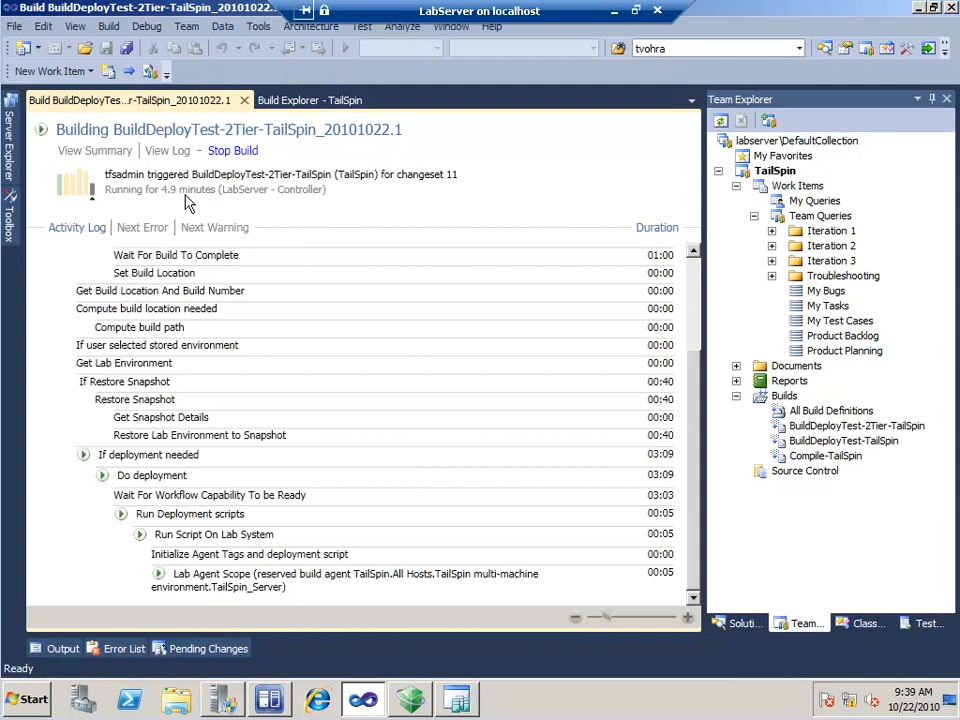 Build BuildDeployTest-2Tier-TailSpin_20101022.
LabServer on localhost
File Edit View Build Debug Team Data Tools Architecture Test Analyze Window Help
tvohra
New Work Item
Build BuildDeployTes...r-TailSpin_20101022.1
Build Explorer - TailSpin
Team Explorer
Server Explorer
Toolbox
Building BuildDeployTest-2Tier-TailSpin_20101022.1
View Summary View Log - Stop Build
tfsadmin triggered BuildDeployTest-2Tier-TailSpin (TailSpin) for changeset 11
Running for 4.9 minutes (LabServer - Controller)
Activity Log Next Error Next Warning Duration
Wait For Build To Complete 01:00
Set Build Location 00:00
Get Build Location And Build Number 00:00
Compute build location needed 00:00
Compute build path 00:00
If user selected stored environment 00:00
Get Lab Environment 00:00
If Restore Snapshot 00:40
Restore Snapshot 00:40
Get Snapshot Details 00:00
Restore Lab Environment to Snapshot 00:40
If deployment needed 03:09
Do deployment 03:09
Wait For Workflow Capability To be Ready 03:03
Run Deployment scripts 00:05
Run Script On Lab System 00:05
Initialize Agent Tags and deployment script 00:00
Lab Agent Scope (reserved build agent TailSpin.All Hosts.TailSpin multi-machine 00:05
environment.TailSpin_Server)
labserver\DefaultCollection
My Favorites
TailSpin
Work Items
My Queries
Team Queries
Iteration 1
Iteration 2
Iteration 3
Troubleshooting
My Bugs
My Tasks
My Test Cases
Product Backlog
Product Planning
Documents
Reports
Builds
All Build Definitions
BuildDeployTest-2Tier-TailSpin
BuildDeployTest-TailSpin
Compile-TailSpin
Source Control
Soluti... Team... Class... Test...
Output Error List Pending Changes
Ready
Start
9:39 AM
10/22/2010